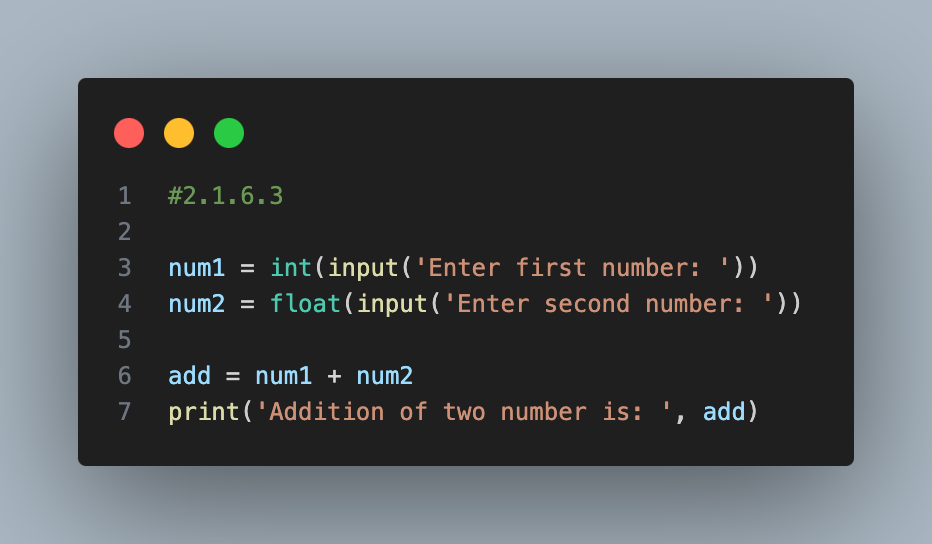 1 #2.1.6.3
2
3 num1 = int(input('Enter first number: '))
4 num2 = float(input('Enter second number: '))
5
6 add = num1 + num2
7 print('Addition of two number is: ', add)